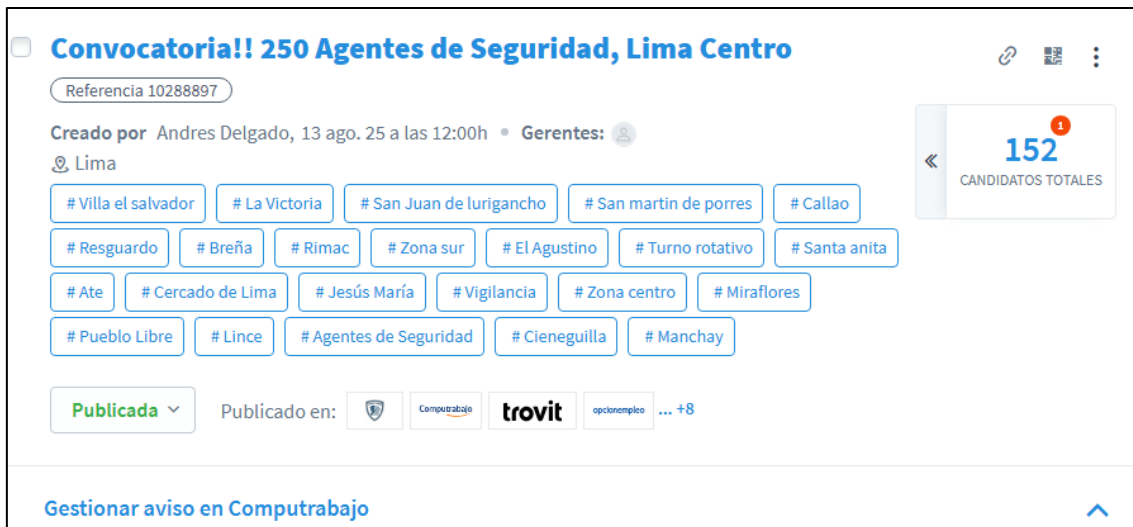 Convocatoria!! 250 Agentes de Seguridad, Lima Centro
Referencia 10288897
Creado por Andres Delgado, 13 ago. 25 a las 12:00h • Gerentes:
Lima
1
152
CANDIDATOS TOTALES
# Villa el salvador # La Victoria # San Juan de lurigancho # San martin de porres # Callao
# Resguardo # Breña # Rimac # Zona sur # El Agustino # Turno rotativo # Santa anita
# Ate # Cercado de Lima # Jesús María # Vigilancia # Zona centro # Miraflores
# Pueblo Libre # Lince # Agentes de Seguridad # Cieneguilla # Manchay
Publicada Publicado en: Computrabajo trovit opcionempleo ... +8
Gestionar aviso en Computrabajo